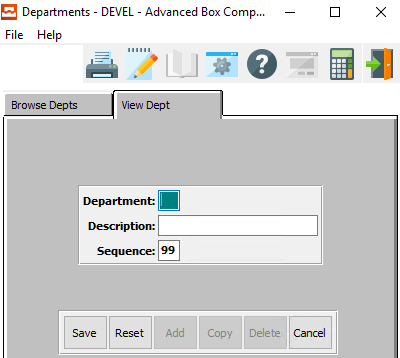 Departments - DEVEL - Advanced Box Comp...
File Help
Browse Depts View Dept
Department:
Description:
Sequence: 99
Save Reset Add Copy Delete Cancel